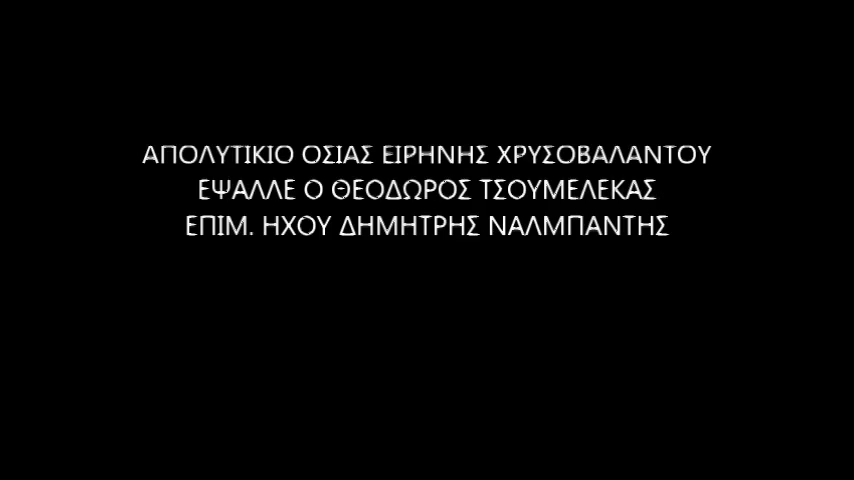 ΑΠΟΛΥΤΙΚΙΟ ΟΣΙΑΣ ΕΙΡΗΝΗΣ ΧΡΥΣΟΒΑΛΑΝΤΟΥ
ΕΨΑΛΛΕ Ο ΘΕΟΔΩΡΟΣ ΤΣΟΥΜΕΛΕΚΑΣ
ΕΠΙΜ. ΗΧΟΥ ΔΗΜΗΤΡΗΣ ΝΑΛΜΠΑΝΤΗΣ